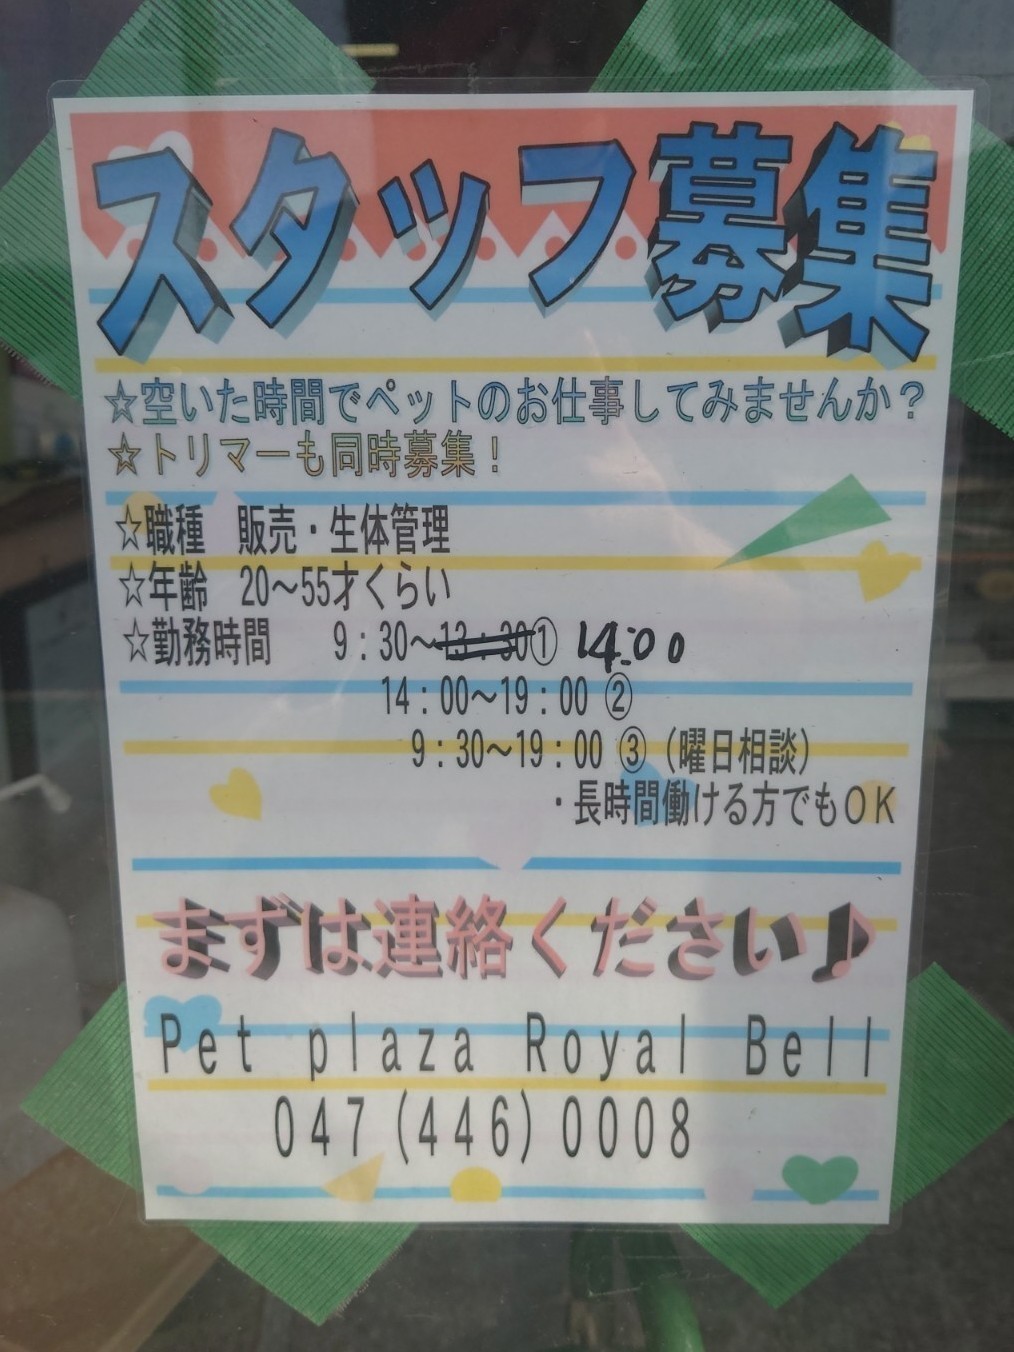 スタッフ募集
☆空いた時間でペットのお仕事してみませんか？
☆トリマーも同時募集！
☆職種　販売・生体管理
☆年齢　20～55才くらい
☆勤務時間　9：30～13：30① 14:00
14：00～19：00 ②
9：30～19：00 ③（曜日相談）
・長時間働ける方でもＯＫ
まずは連絡ください♪
Pet plaza Royal Bell
047(446)0008